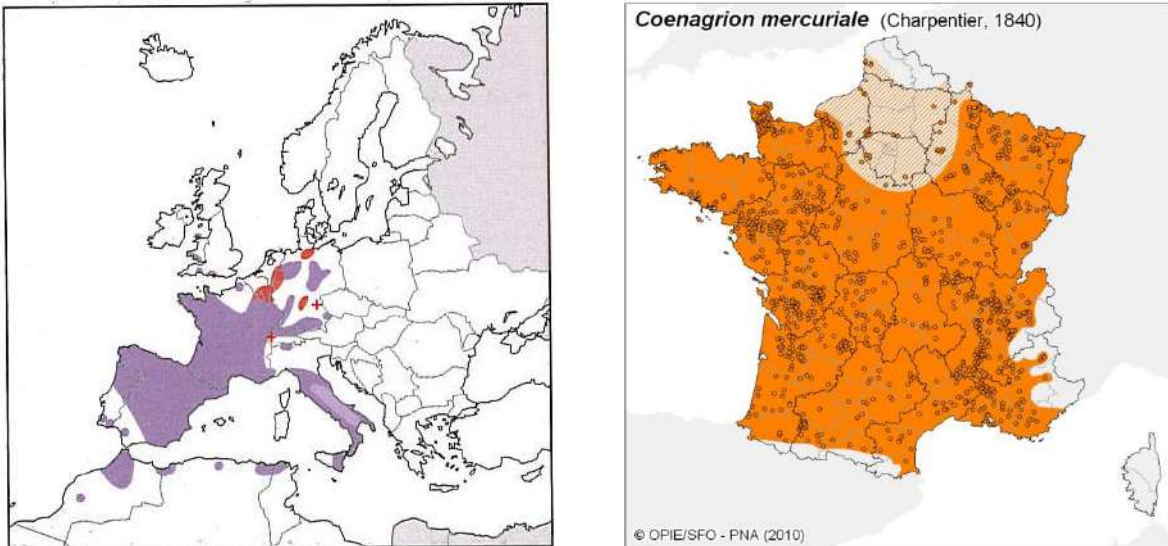 Coenagrion mercuriale (Charpentier, 1840)
© OPIE/SFO - PNA (2010)